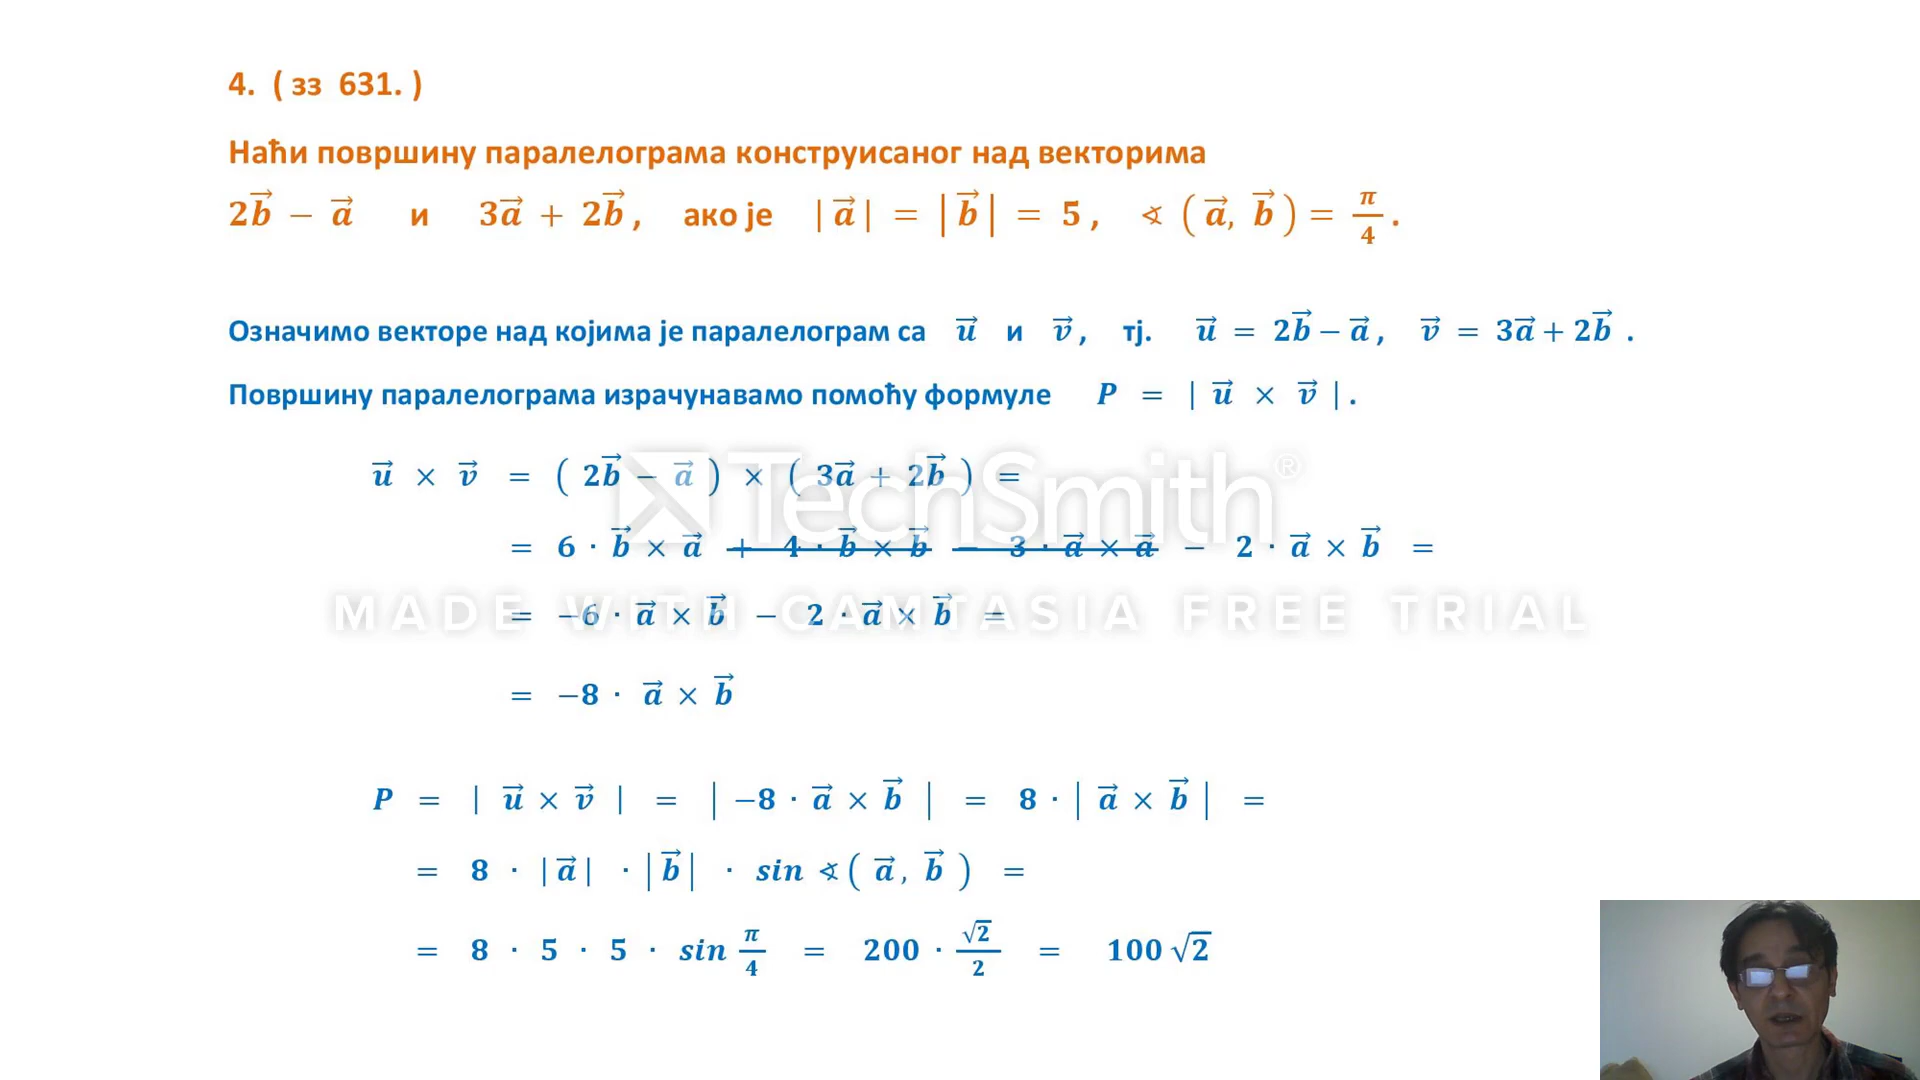 4. ( зз 631. )
Наћи површину паралелограма конструисаног над векторима
2b⃗ − a⃗ и 3a⃗ + 2b⃗ , ако је |a⃗| = |b⃗| = 5 , ∢ ( a⃗, b⃗ ) = π/4 .
Означимо векторе над којима је паралелограм са u⃗ и v⃗ , тј. u⃗ = 2b⃗ − a⃗ , v⃗ = 3a⃗ + 2b⃗ .
Површину паралелограма израчунавамо помоћу формуле P = | u⃗ × v⃗ | .
u⃗ × v⃗ = ( 2b⃗ − a⃗ ) × ( 3a⃗ + 2b⃗ ) =
TechSmith®
= 6 · b⃗ × a⃗ + 4 · b⃗ × b⃗ − 3 · a⃗ × a⃗ − 2 · a⃗ × b⃗ =
= −6 · a⃗ × b⃗ − 2 · a⃗ × b⃗ =
MADE WITH CAMTASIA FREE TRIAL
= −8 · a⃗ × b⃗
P = | u⃗ × v⃗ | = | −8 · a⃗ × b⃗ | = 8 · | a⃗ × b⃗ | =
= 8 · |a⃗| · |b⃗| · sin ∢ ( a⃗ , b⃗ ) =
= 8 · 5 · 5 · sin π/4 = 200 · √2/2 = 100 √2